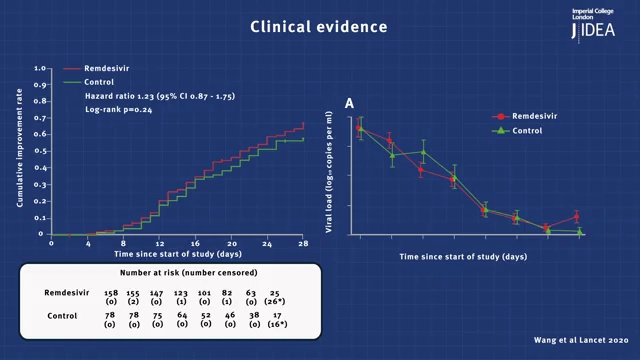 Clinical evidence
Imperial College
London
J IDEA
Remdesivir
Control
Hazard ratio 1.23 (95% CI 0.87 - 1.75)
Log-rank p=0.24
Cumulative improvement rate
1.0
0.9
0.8
0.7
0.6
0.5
0.4
0.3
0.2
0.1
0
0 4 8 12 16 20 24 28
Time since start of study (days)
A
Remdesivir
Control
Viral load (log₁₀ copies per ml)
Time since start of study (days)
Number at risk (number censored)
Remdesivir 158 155 147 123 101 82 63 25
(0) (2) (0) (1) (0) (1) (0) (26*)
Control 78 78 75 64 52 46 38 17
(0) (0) (0) (0) (0) (0) (0) (16*)
Wang et al Lancet 2020